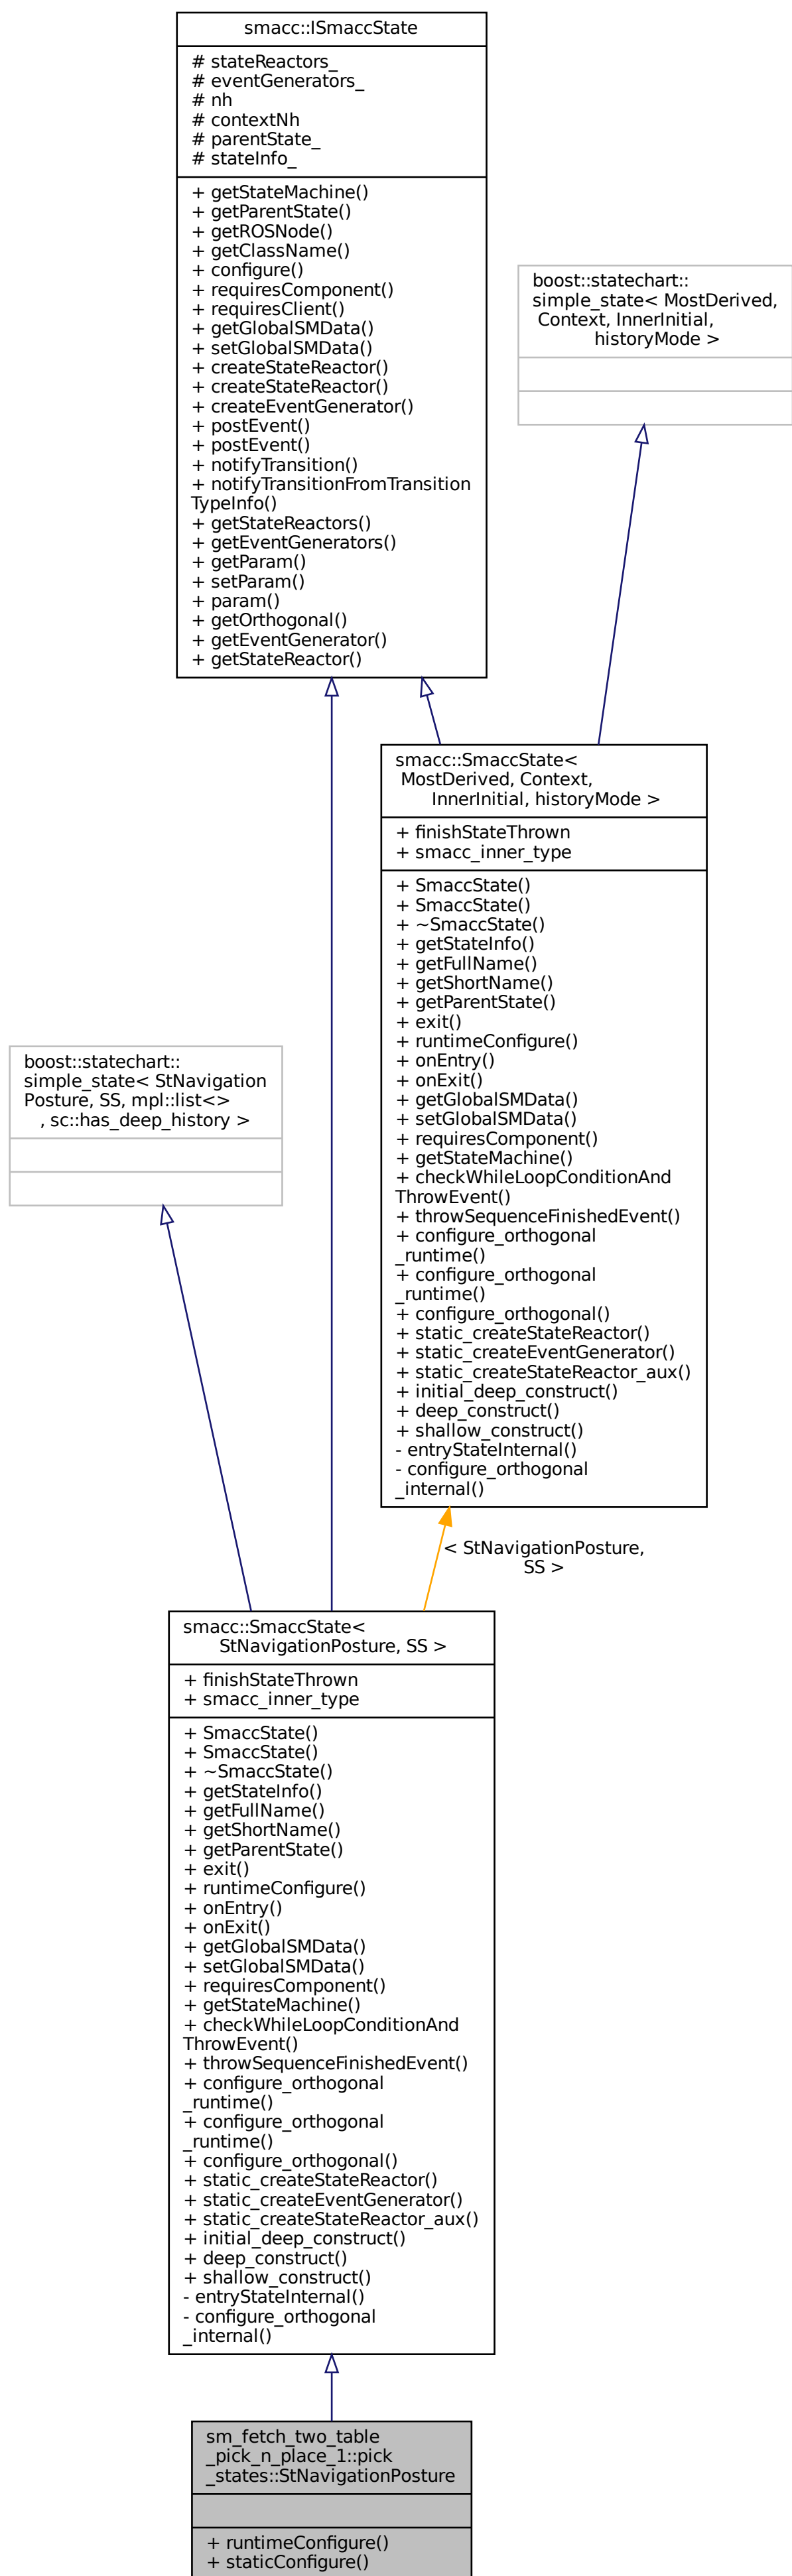 smacc::ISmaccState
# stateReactors_
# eventGenerators_
# nh
# contextNh
# parentState_
# stateInfo_
+ getStateMachine()
+ getParentState()
+ getROSNode()
+ getClassName()
+ configure()
+ requiresComponent()
+ requiresClient()
+ getGlobalSMData()
+ setGlobalSMData()
+ createStateReactor()
+ createStateReactor()
+ createEventGenerator()
+ postEvent()
+ postEvent()
+ notifyTransition()
+ notifyTransitionFromTransition
TypeInfo()
+ getStateReactors()
+ getEventGenerators()
+ getParam()
+ setParam()
+ param()
+ getOrthogonal()
+ getEventGenerator()
+ getStateReactor()
boost::statechart::
simple_state< MostDerived,
Context, InnerInitial,
historyMode >
smacc::SmaccState<
MostDerived, Context,
InnerInitial, historyMode >
+ finishStateThrown
+ smacc_inner_type
+ SmaccState()
+ SmaccState()
+ ~SmaccState()
+ getStateInfo()
+ getFullName()
+ getShortName()
+ getParentState()
+ exit()
+ runtimeConfigure()
+ onEntry()
+ onExit()
+ getGlobalSMData()
+ setGlobalSMData()
+ requiresComponent()
+ getStateMachine()
+ checkWhileLoopConditionAnd
ThrowEvent()
+ throwSequenceFinishedEvent()
+ configure_orthogonal
_runtime()
+ configure_orthogonal
_runtime()
+ configure_orthogonal()
+ static_createStateReactor()
+ static_createEventGenerator()
+ static_createStateReactor_aux()
+ initial_deep_construct()
+ deep_construct()
+ shallow_construct()
- entryStateInternal()
- configure_orthogonal
_internal()
boost::statechart::
simple_state< StNavigation
Posture, SS, mpl::list<>
, sc::has_deep_history >
< StNavigationPosture,
SS >
smacc::SmaccState<
StNavigationPosture, SS >
+ finishStateThrown
+ smacc_inner_type
+ SmaccState()
+ SmaccState()
+ ~SmaccState()
+ getStateInfo()
+ getFullName()
+ getShortName()
+ getParentState()
+ exit()
+ runtimeConfigure()
+ onEntry()
+ onExit()
+ getGlobalSMData()
+ setGlobalSMData()
+ requiresComponent()
+ getStateMachine()
+ checkWhileLoopConditionAnd
ThrowEvent()
+ throwSequenceFinishedEvent()
+ configure_orthogonal
_runtime()
+ configure_orthogonal
_runtime()
+ configure_orthogonal()
+ static_createStateReactor()
+ static_createEventGenerator()
+ static_createStateReactor_aux()
+ initial_deep_construct()
+ deep_construct()
+ shallow_construct()
- entryStateInternal()
- configure_orthogonal
_internal()
sm_fetch_two_table
_pick_n_place_1::pick
_states::StNavigationPosture
+ runtimeConfigure()
+ staticConfigure()